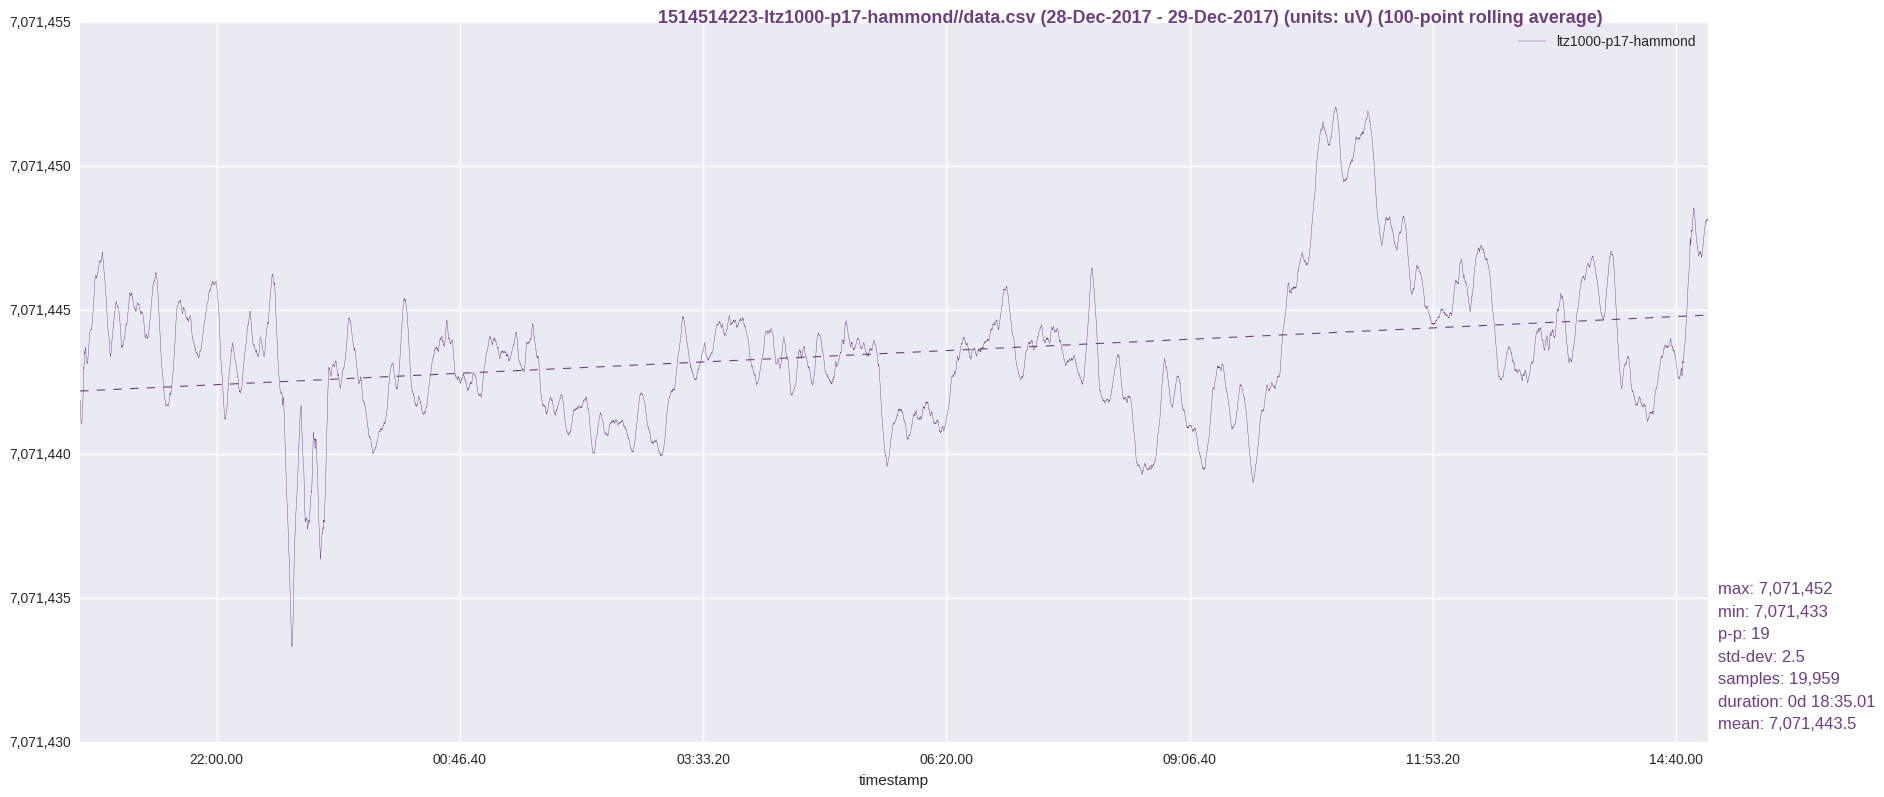 1514514223-ltz1000-p17-hammond//data.csv (28-Dec-2017 - 29-Dec-2017) (units: uV) (100-point rolling average)
ltz1000-p17-hammond
7,071,455
7,071,450
7,071,445
7,071,440
7,071,435
7,071,430
max: 7,071,452
min: 7,071,433
p-p: 19
std-dev: 2.5
samples: 19,959
duration: 0d 18:35.01
mean: 7,071,443.5
22:00.00 00:46.40 03:33.20 06:20.00 09:06.40 11:53.20 14:40.00
timestamp